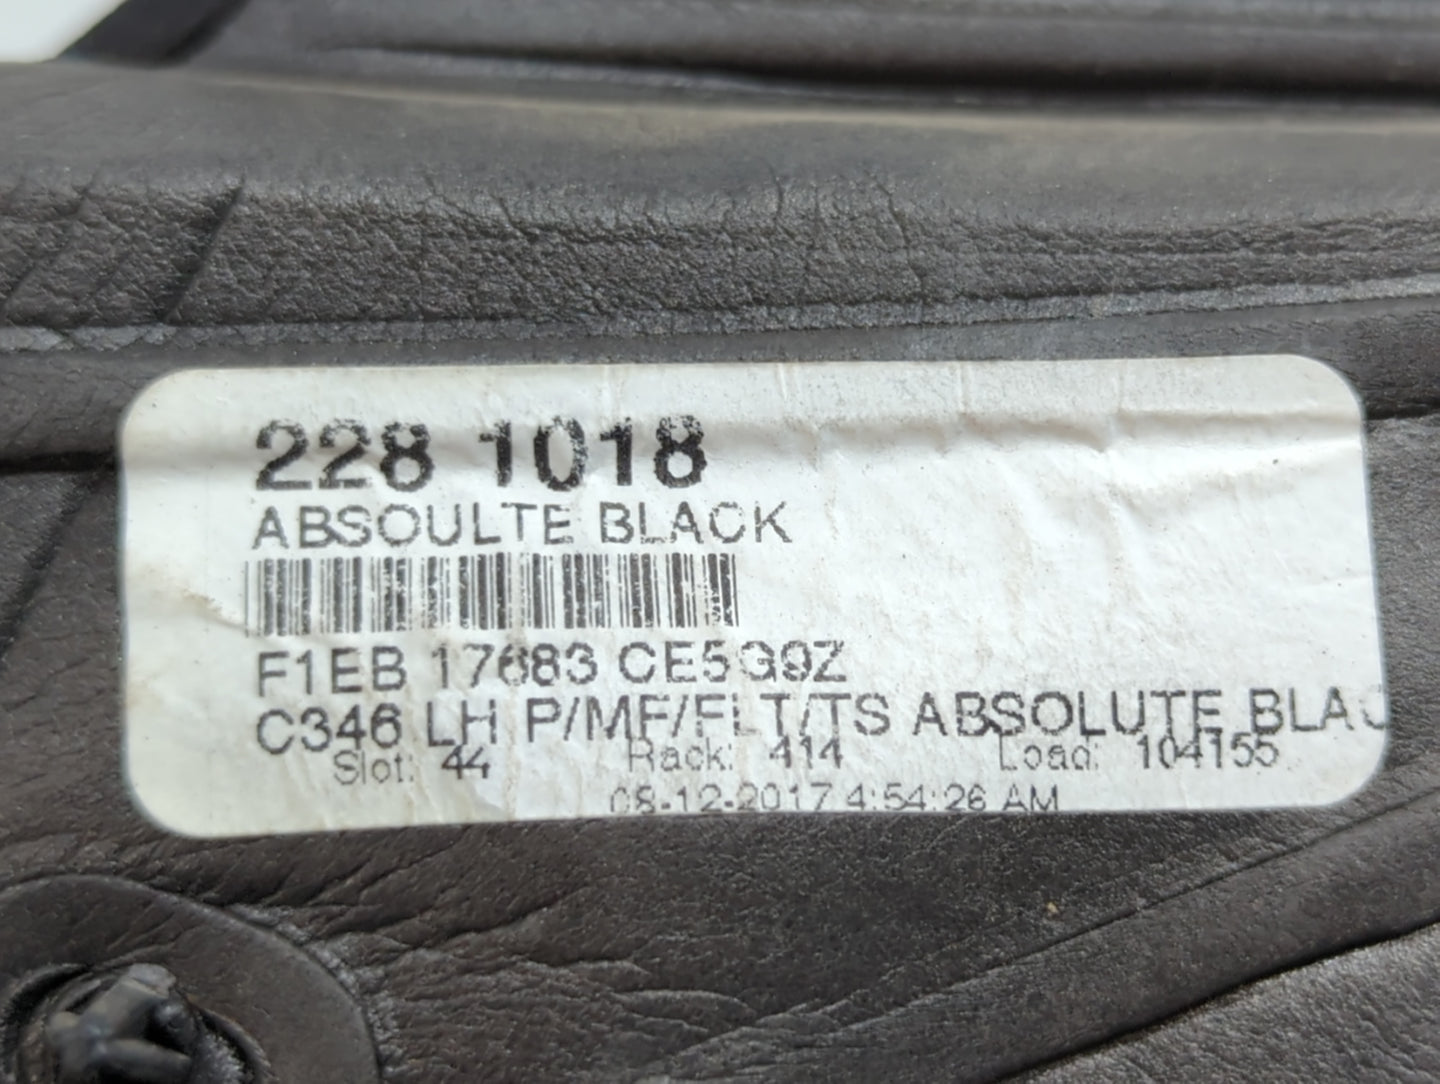 228 1018
ABSOULTE BLACK
F1EB 17683 CE5G9Z
C346 LH P/MF/FLT/TS ABSOLUTE BLAC
Slot: 44 Rack: 414 Load: 104155
08-12-2017 4:54:26 AM